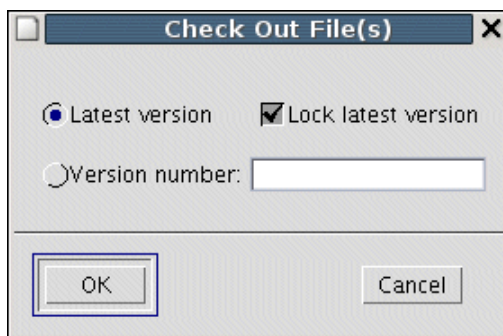 Check Out File(s)
Latest version Lock latest version
Version number:
OK Cancel